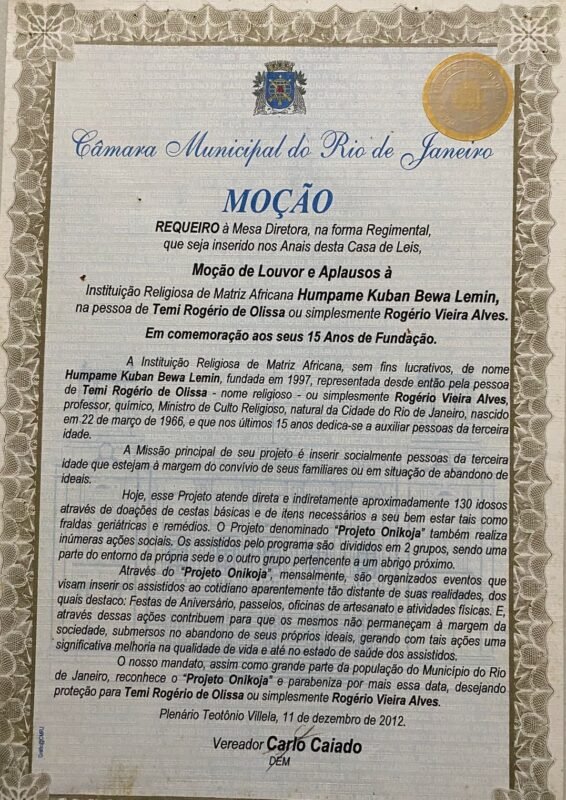 Câmara Municipal do Rio de Janeiro
MOÇÃO
REQUEIRO à Mesa Diretora, na forma Regimental,
que seja inserido nos Anais desta Casa de Leis,
Moção de Louvor e Aplausos à
Instituição Religiosa de Matriz Africana Humpame Kuban Bewa Lemin,
na pessoa de Temi Rogério de Olissa ou simplesmente Rogério Vieira Alves.
Em comemoração aos seus 15 Anos de Fundação.
A Instituição Religiosa de Matriz Africana, sem fins lucrativos, de nome
Humpame Kuban Bewa Lemin, fundada em 1997, representada desde então pela pessoa
de Temi Rogério de Olissa - nome religioso - ou simplesmente Rogério Vieira Alves,
professor, químico, Ministro de Culto Religioso, natural da Cidade do Rio de Janeiro, nascido
em 22 de março de 1966, e que nos últimos 15 anos dedica-se a auxiliar pessoas da terceira
idade.
A Missão principal de seu projeto é inserir socialmente pessoas da terceira
Idade que estejam à margem do convívio de seus familiares ou em situação de abandono de
ideais.
Hoje, esse Projeto atende direta e indiretamente aproximadamente 130 idosos
através de doações de cestas básicas e de itens necessários a seu bem estar tais como
fraldas geriátricas e remédios. O Projeto denominado "Projeto Onikoja" também realiza
inúmeras ações sociais. Os assistidos pelo programa são divididos em 2 grupos, sendo uma
parte do entorno da própria sede e o outro grupo pertencente a um abrigo próximo.
Através do "Projeto Onikoja", mensalmente, são organizados eventos que
visam inserir os assistidos ao cotidiano aparentemente tão distante de suas realidades, dos
quais destaco: Festas de Aniversário, passeios, oficinas de artesanato e atividades físicas. E,
através dessas ações contribuem para que os mesmos não permaneçam à margem da
sociedade, submersos no abandono de seus próprios ideais, gerando com tais ações uma
significativa melhoria na qualidade de vida e até no estado de saúde dos assistidos.
O nosso mandato, assim como grande parte da população do Município do Rio
de Janeiro, reconhece o "Projeto Onikoja" e parabeniza por mais essa data, desejando
proteção para Temi Rogério de Olissa ou simplesmente Rogério Vieira Alves.
Plenário Teotônio Villela, 11 de dezembro de 2012.
Vereador Carlo Caiado
DEM